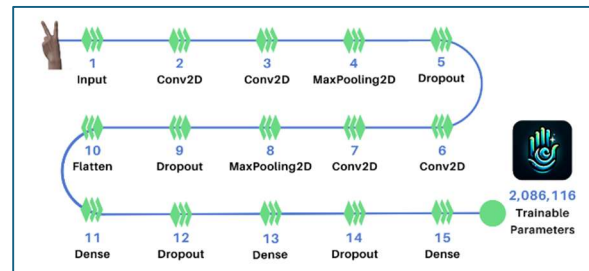 1 2 3 4 5
Input Conv2D Conv2D MaxPooling2D Dropout
10 9 8 7 6
Flatten Dropout MaxPooling2D Conv2D Conv2D
2,086,116
Trainable
Parameters
11 12 13 14 15
Dense Dropout Dense Dropout Dense